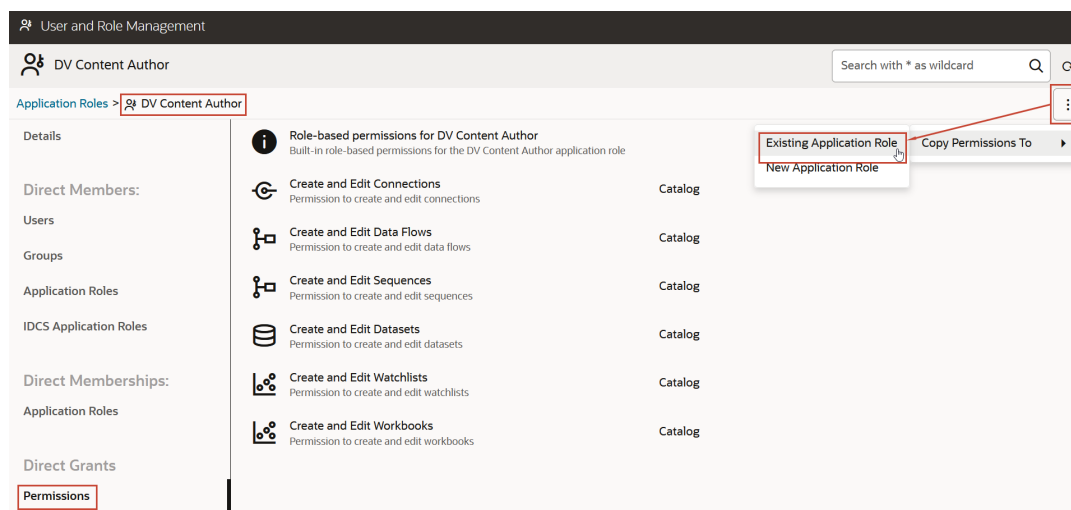 User and Role Management
DV Content Author
Search with * as wildcard
Application Roles > DV Content Author
Details
Role-based permissions for DV Content Author
Built-in role-based permissions for the DV Content Author application role
Existing Application Role
Copy Permissions To
New Application Role
Direct Members:
Create and Edit Connections
Permission to create and edit connections
Catalog
Users
Create and Edit Data Flows
Permission to create and edit data flows
Catalog
Groups
Application Roles
Create and Edit Sequences
Permission to create and edit sequences
Catalog
IDCS Application Roles
Create and Edit Datasets
Permission to create and edit datasets
Catalog
Direct Memberships:
Create and Edit Watchlists
Permission to create and edit watchlists
Catalog
Application Roles
Create and Edit Workbooks
Permission to create and edit workbooks
Catalog
Direct Grants
Permissions